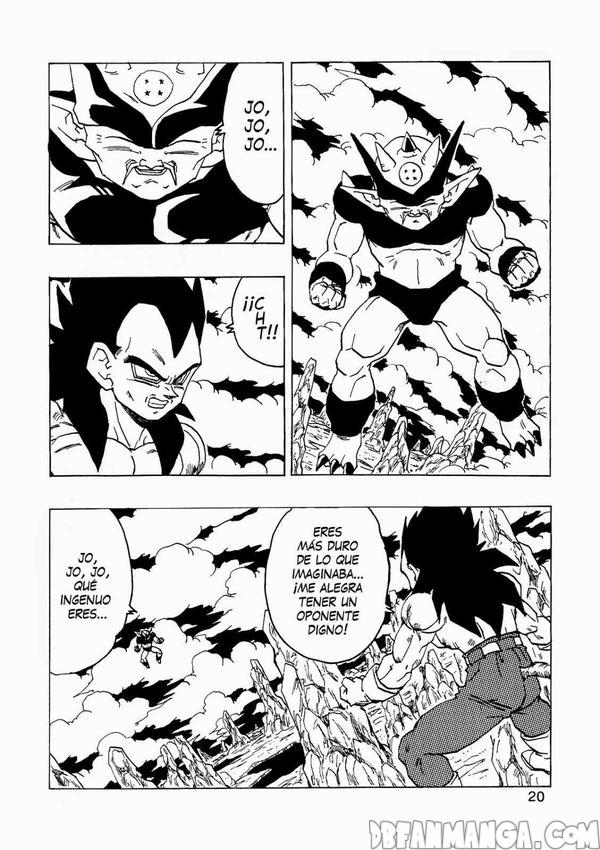 JO,
JO,
JO...
¡¡C
H
T!!
ERES
MÁS DURO
DE LO QUE
IMAGINABA...
¡ME ALEGRA
TENER UN
OPONENTE
DIGNO!
JO,
JO, JO,
QUÉ
INGENUO
ERES...
20
DBFANMANGA.COM